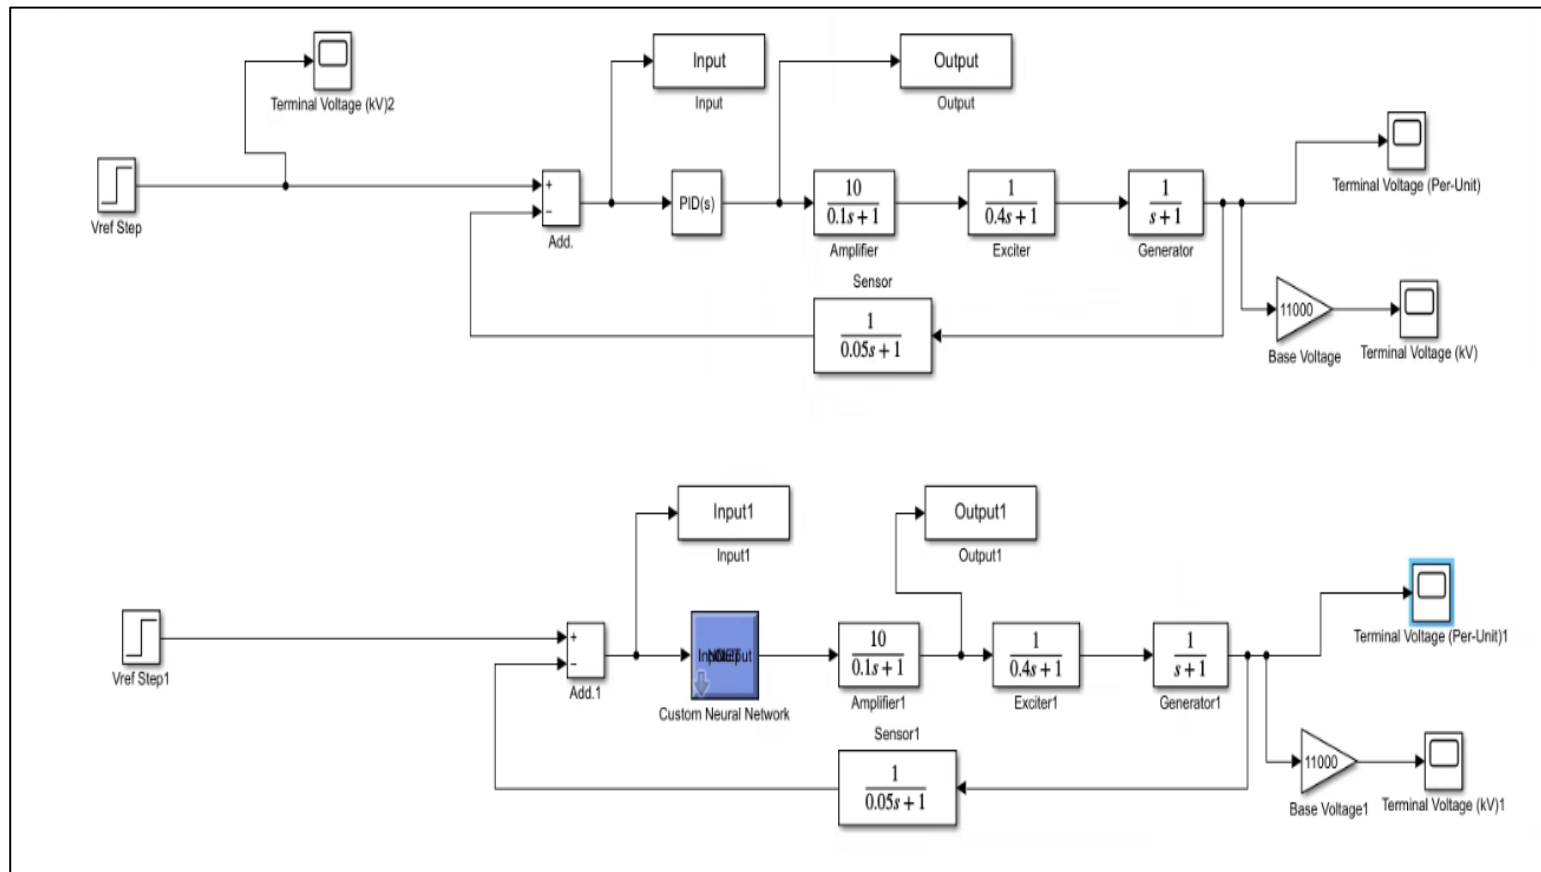 Terminal Voltage (kV)2
Input
Input
Output
Output
Terminal Voltage (Per-Unit)
Vref Step
+
−
Add.
PID(s)
10
0.1s + 1
Amplifier
1
0.4s + 1
Exciter
1
s + 1
Generator
Sensor
1
0.05s + 1
11000
Base Voltage
Terminal Voltage (kV)
Input1
Input1
Output1
Output1
Terminal Voltage (Per-Unit)1
Vref Step1
+
−
Add.1
Custom Neural Network
10
0.1s + 1
Amplifier1
1
0.4s + 1
Exciter1
1
s + 1
Generator1
Sensor1
1
0.05s + 1
11000
Base Voltage1
Terminal Voltage (kV)1